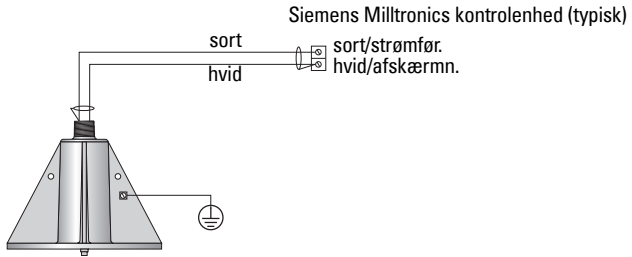 Siemens Milltronics kontrolenhed (typisk)
sort
sort/strømfør.
hvid
hvid/afskærmn.